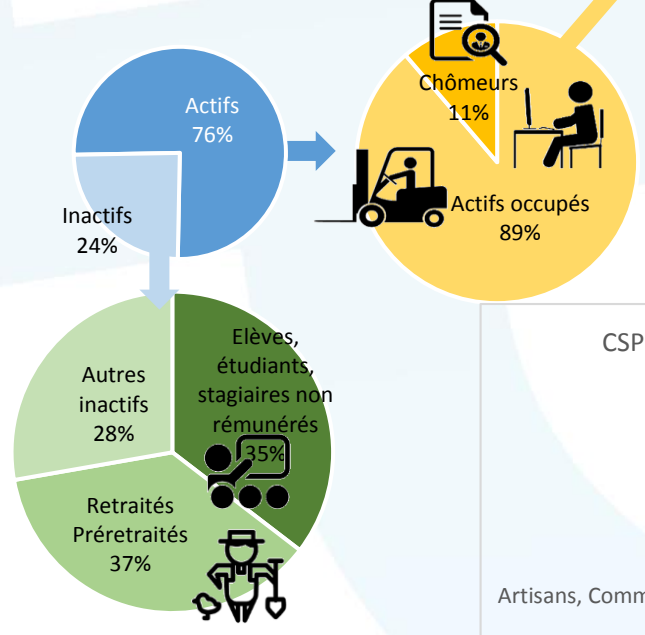 Actifs
76%
Inactifs
24%
Chômeurs
11%
Actifs occupés
89%
Elèves,
étudiants,
stagiaires non
rémunérés
35%
Autres
inactifs
28%
Retraités
Préretraités
37%
CSP
Artisans, Comm